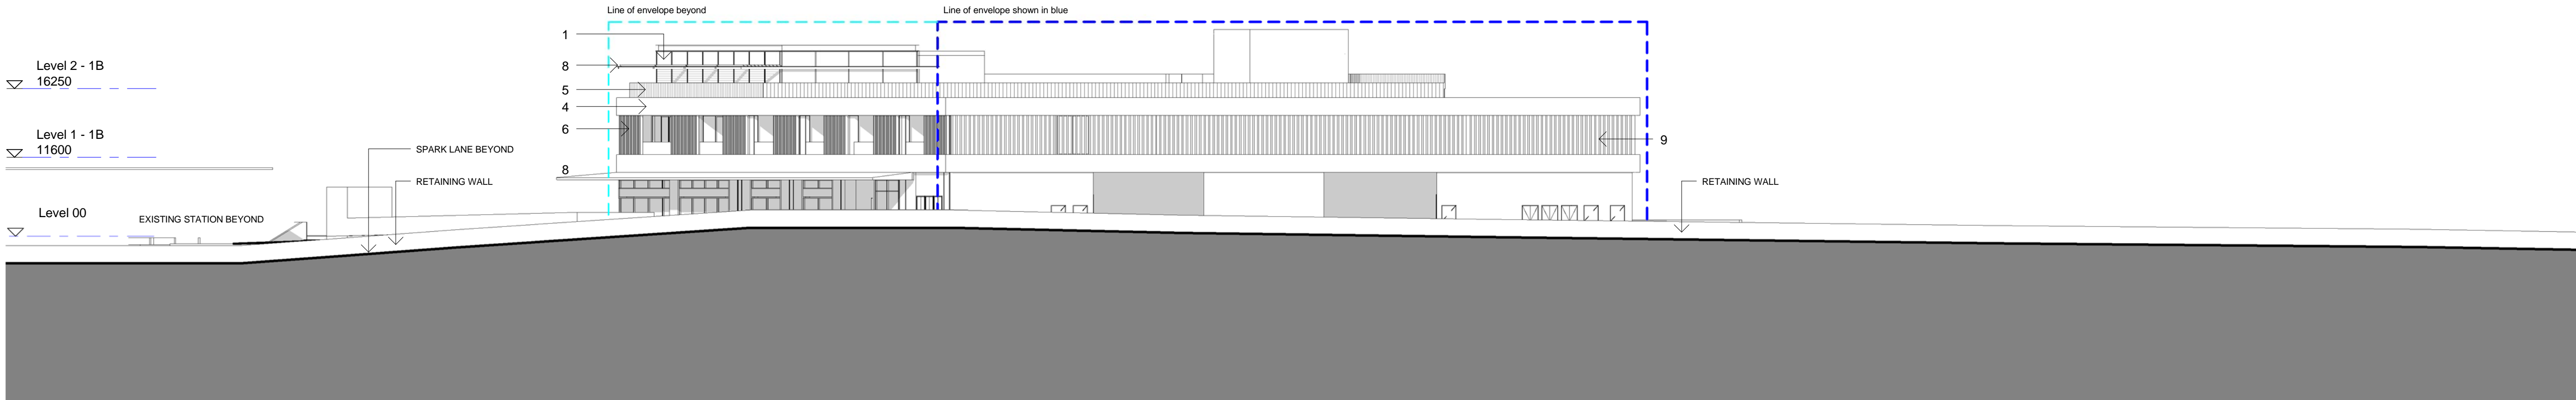 Line of envelope beyond
Line of envelope shown in blue
1
8
5
4
6
8
9
Level 2 - 1B
16250
Level 1 - 1B
11600
Level 00
SPARK LANE BEYOND
RETAINING WALL
EXISTING STATION BEYOND
RETAINING WALL